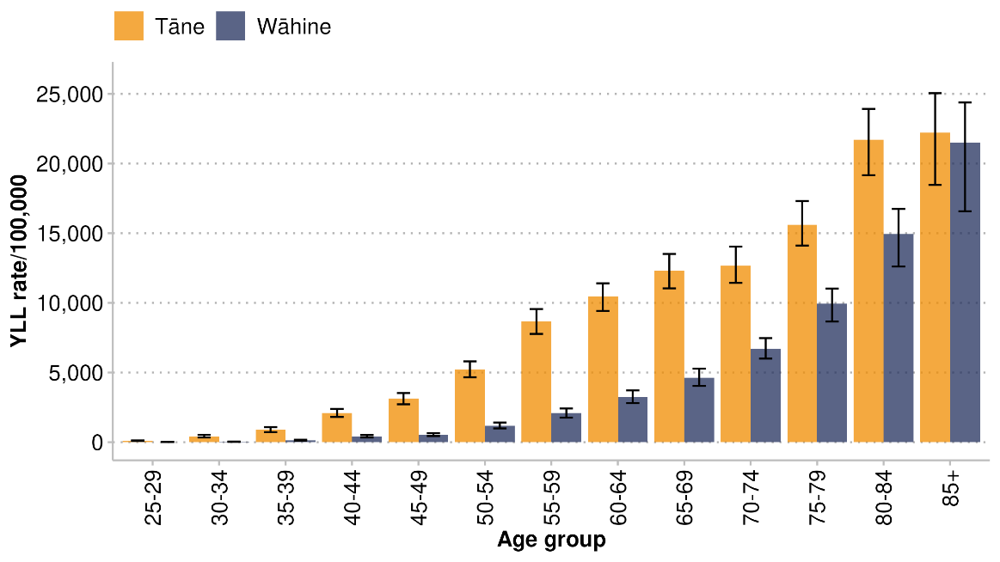 Tāne Wāhine
YLL rate/100,000
25,000
20,000
15,000
10,000
5,000
0
25-29 30-34 35-39 40-44 45-49 50-54 55-59 60-64 65-69 70-74 75-79 80-84 85+
Age group